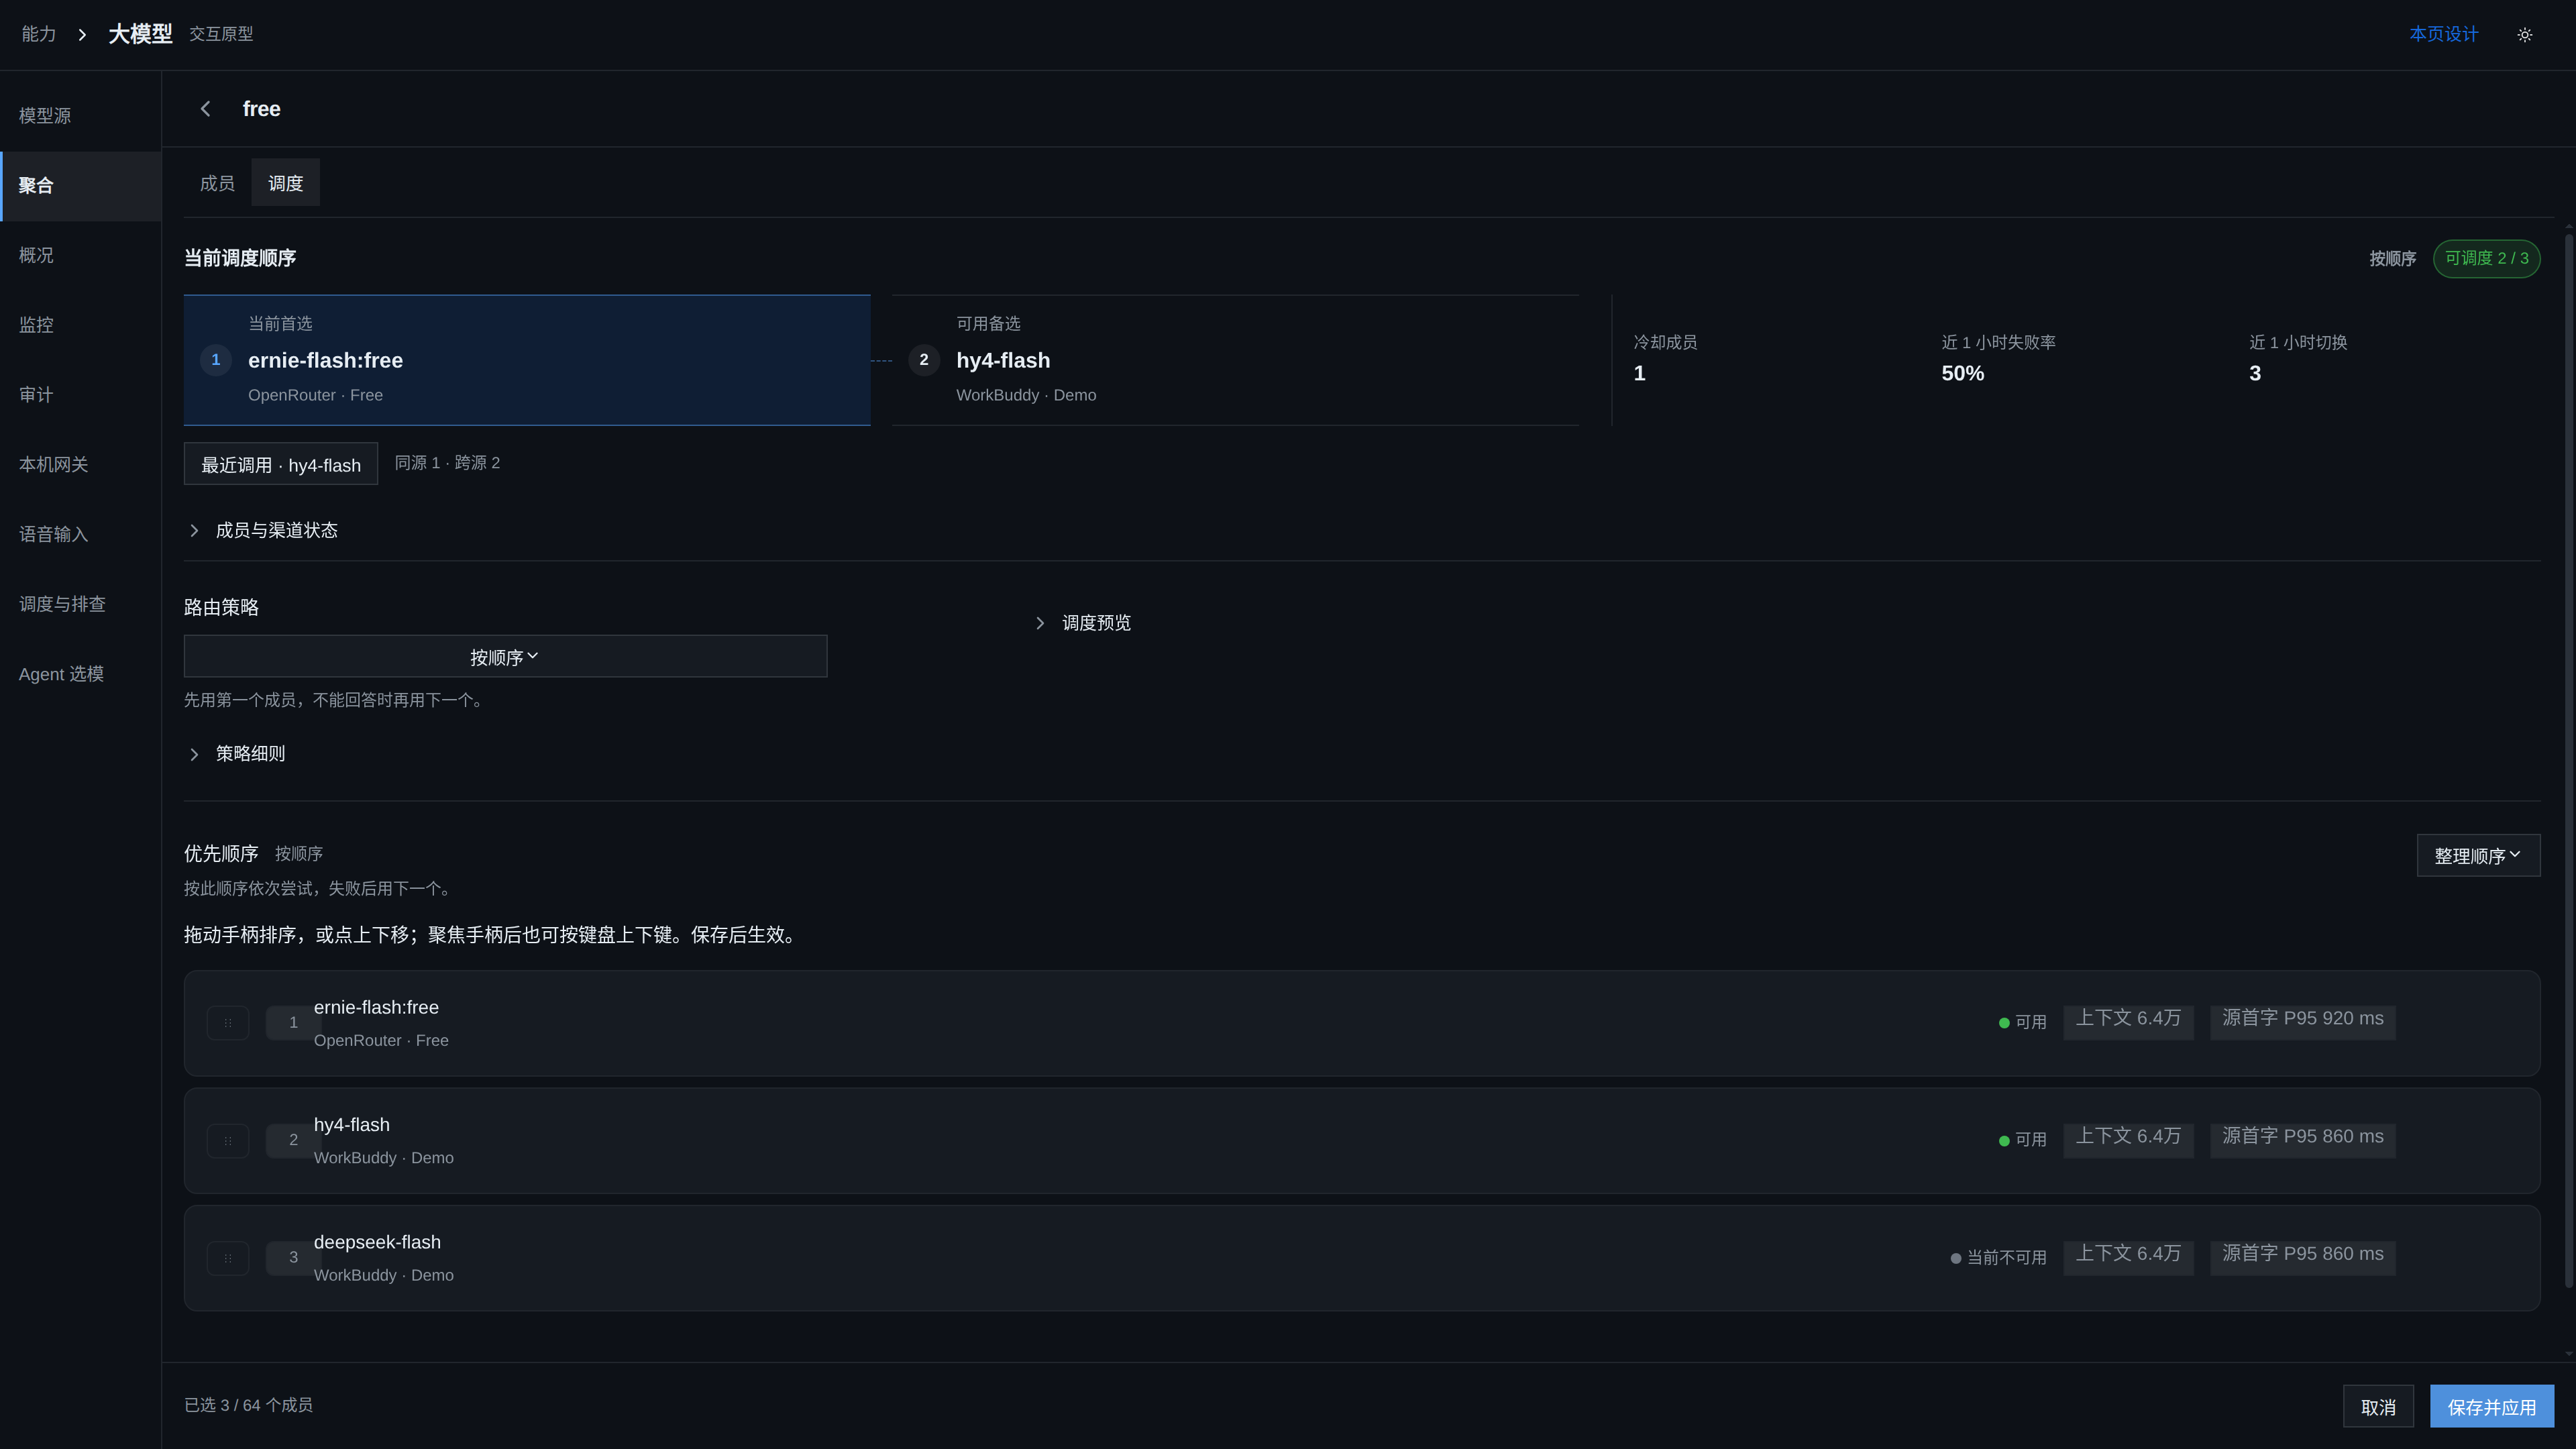 能力 大模型 交互原型 本页设计
模型源
聚合
概况
监控
审计
本机网关
语音输入
调度与排查
Agent 选模
free
成员 调度
当前调度顺序 按顺序 可调度 2 / 3
当前首选
1 ernie-flash:free
OpenRouter · Free
可用备选
2 hy4-flash
WorkBuddy · Demo
冷却成员
1
近 1 小时失败率
50%
近 1 小时切换
3
最近调用 · hy4-flash 同源 1 · 跨源 2
成员与渠道状态
路由策略
按顺序
先用第一个成员，不能回答时再用下一个。
策略细则
调度预览
优先顺序 按顺序 整理顺序
按此顺序依次尝试，失败后用下一个。
拖动手柄排序，或点上下移；聚焦手柄后也可按键盘上下键。保存后生效。
1 ernie-flash:free
OpenRouter · Free
可用 上下文 6.4万 源首字 P95 920 ms
2 hy4-flash
WorkBuddy · Demo
可用 上下文 6.4万 源首字 P95 860 ms
3 deepseek-flash
WorkBuddy · Demo
当前不可用 上下文 6.4万 源首字 P95 860 ms
已选 3 / 64 个成员 取消 保存并应用